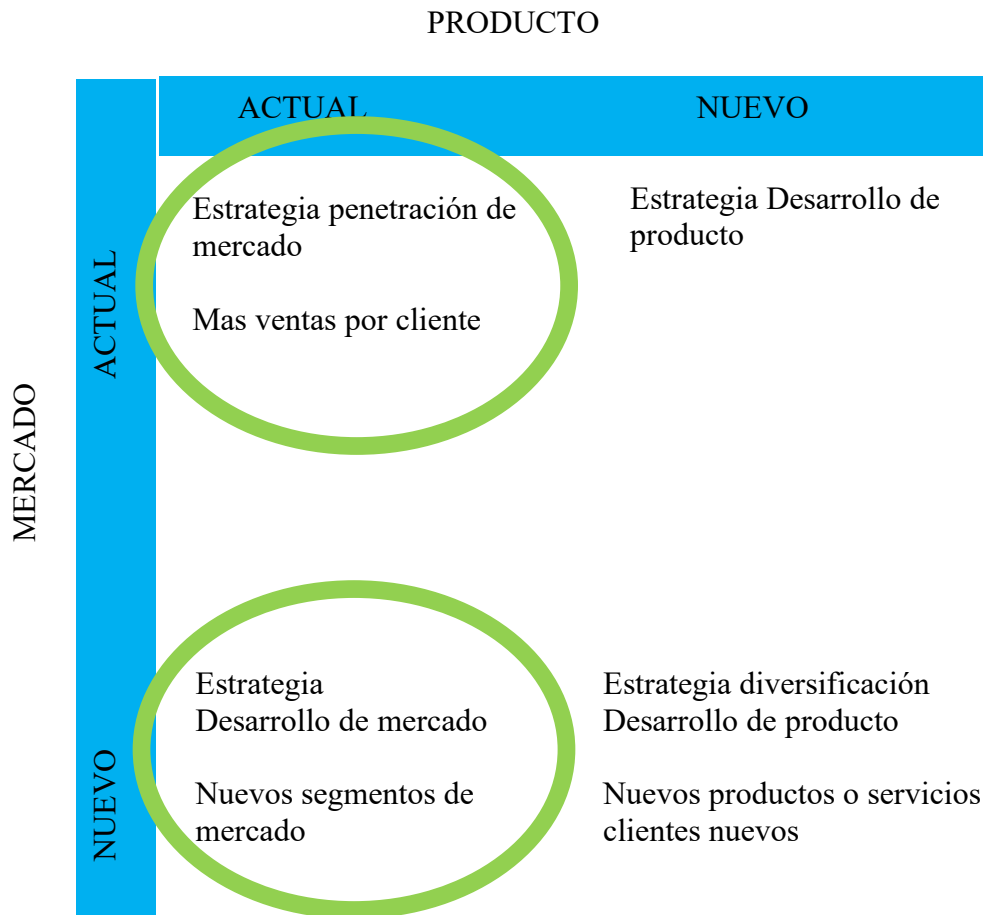 PRODUCTO
ACTUAL
NUEVO
MERCADO
ACTUAL
Estrategia penetración de
mercado
Mas ventas por cliente
Estrategia Desarrollo de
producto
NUEVO
Estrategia
Desarrollo de mercado
Nuevos segmentos de
mercado
Estrategia diversificación
Desarrollo de producto
Nuevos productos o servicios
clientes nuevos